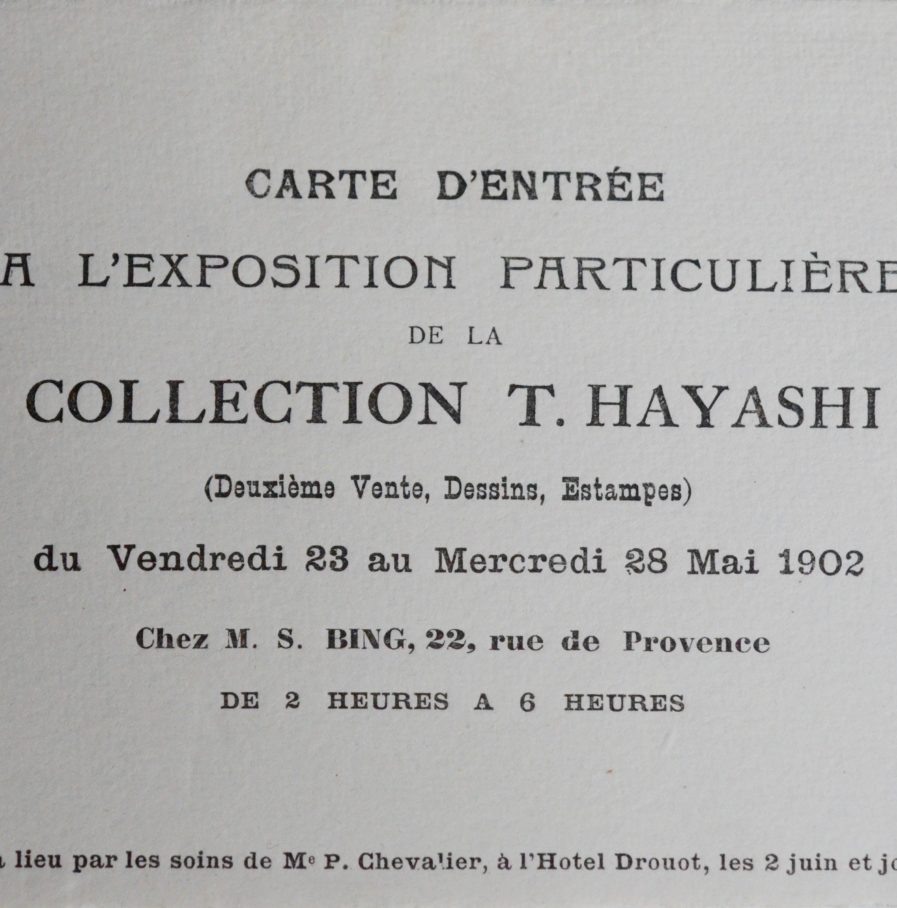 CARTE D'ENTRÉE
A L'EXPOSITION PARTICULIÈRE
DE LA
COLLECTION T. HAYASHI
(Deuxième Vente, Dessins, Estampes)
du Vendredi 23 au Mercredi 28 Mai 1902
Chez M. S. BING, 22, rue de Provence
DE 2 HEURES A 6 HEURES
lieu par les soins de Me P. Chevalier, à l'Hotel Drouot, les 2 juin et